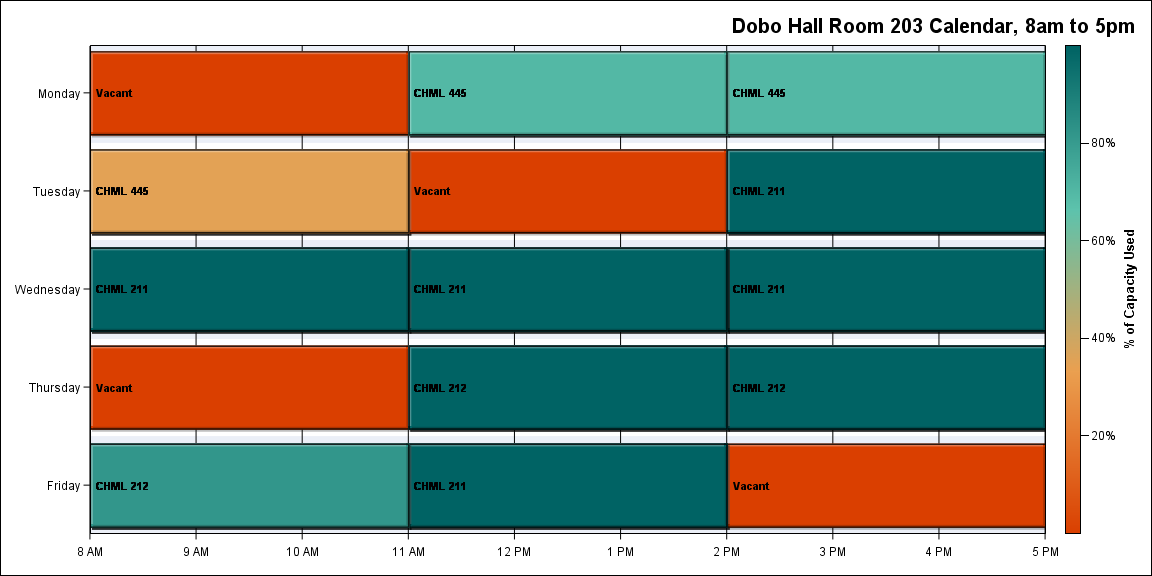 Dobo Hall Room 203 Calendar, 8am to 5pm
Monday
Vacant
CHML 445
CHML 445
Tuesday
CHML 445
Vacant
CHML 211
Wednesday
CHML 211
CHML 211
CHML 211
Thursday
Vacant
CHML 212
CHML 212
Friday
CHML 212
CHML 211
Vacant
8 AM
9 AM
10 AM
11 AM
12 PM
1 PM
2 PM
3 PM
4 PM
5 PM
80%
60%
40%
20%
% of Capacity Used